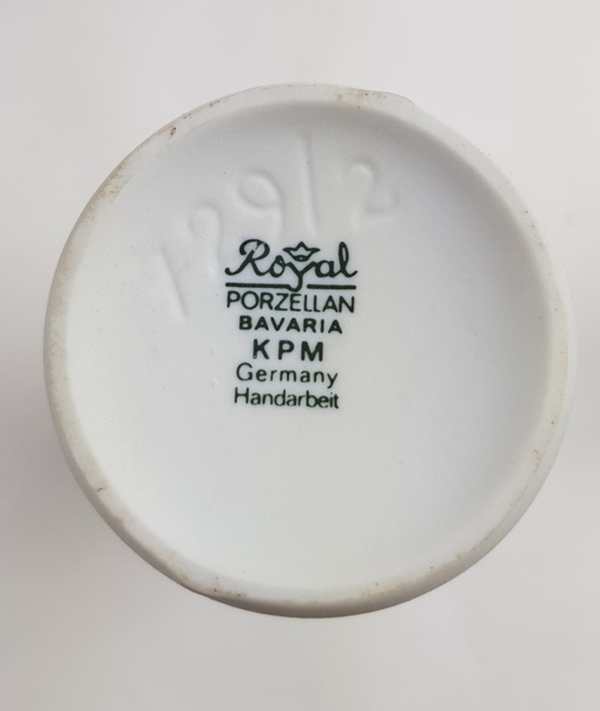 129/2
Royal
PORZELLAN
BAVARIA
KPM
Germany
Handarbeit